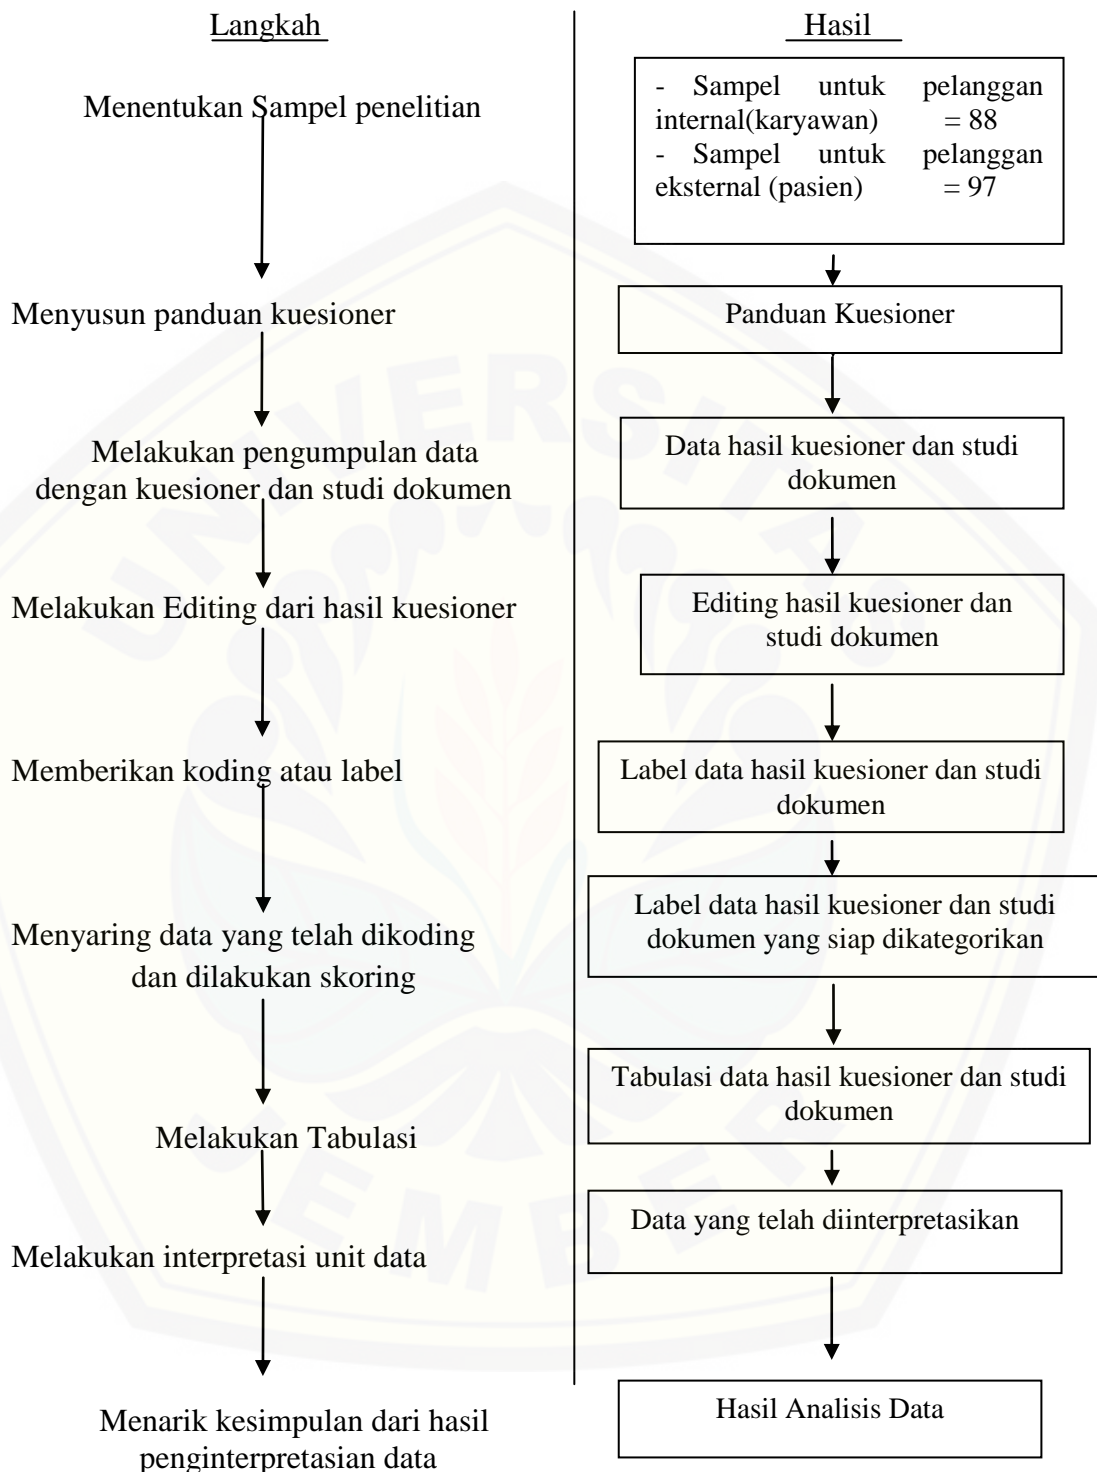 Langkah
Menentukan Sampel penelitian
Menyusun panduan kuesioner
Melakukan pengumpulan data
dengan kuesioner dan studi dokumen
Melakukan Editing dari hasil kuesioner
Memberikan koding atau label
Menyaring data yang telah dikoding
dan dilakukan skoring
Melakukan Tabulasi
Melakukan interpretasi unit data
Menarik kesimpulan dari hasil
penginterpretasian data
Hasil
- Sampel untuk pelanggan
internal(karyawan) = 88
- Sampel untuk pelanggan
eksternal (pasien) = 97
Panduan Kuesioner
Data hasil kuesioner dan studi
dokumen
Editing hasil kuesioner dan
studi dokumen
Label data hasil kuesioner dan studi
dokumen
Label data hasil kuesioner dan studi
dokumen yang siap dikategorikan
Tabulasi data hasil kuesioner dan studi
dokumen
Data yang telah diinterpretasikan
Hasil Analisis Data
UNIVERSITAS
JEMBER